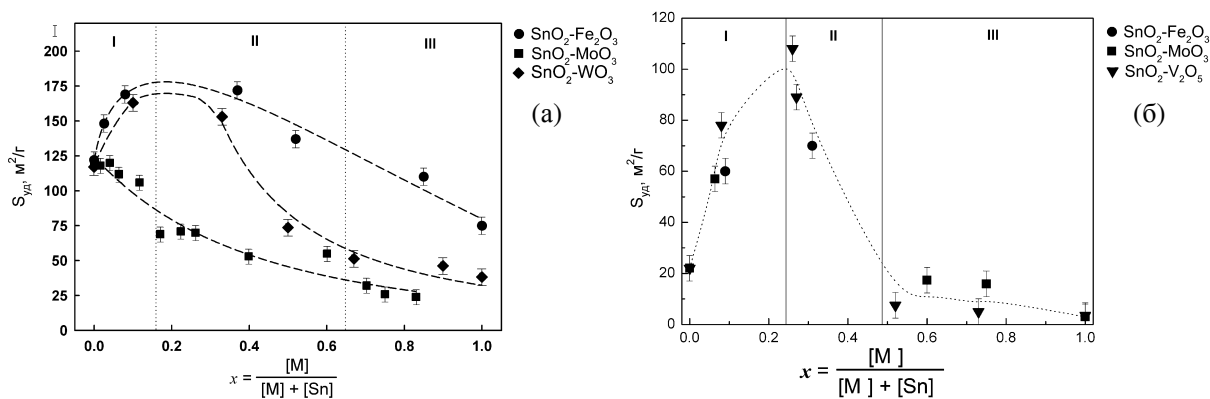 I
I
II
III
200
175
150
125
100
75
50
25
0
0.0
0.2
0.4
0.6
0.8
1.0
S_уд, м²/г
x = [M] / [M] + [Sn]
SnO₂-Fe₂O₃
SnO₂-MoO₃
SnO₂-WO₃
(а)
I
II
III
120
100
80
60
40
20
0
0.0
0.2
0.4
0.6
0.8
1.0
S_уд, м²/г
x = [M ] / [M ] + [Sn]
SnO₂-Fe₂O₃
SnO₂-MoO₃
SnO₂-V₂O₅
(б)